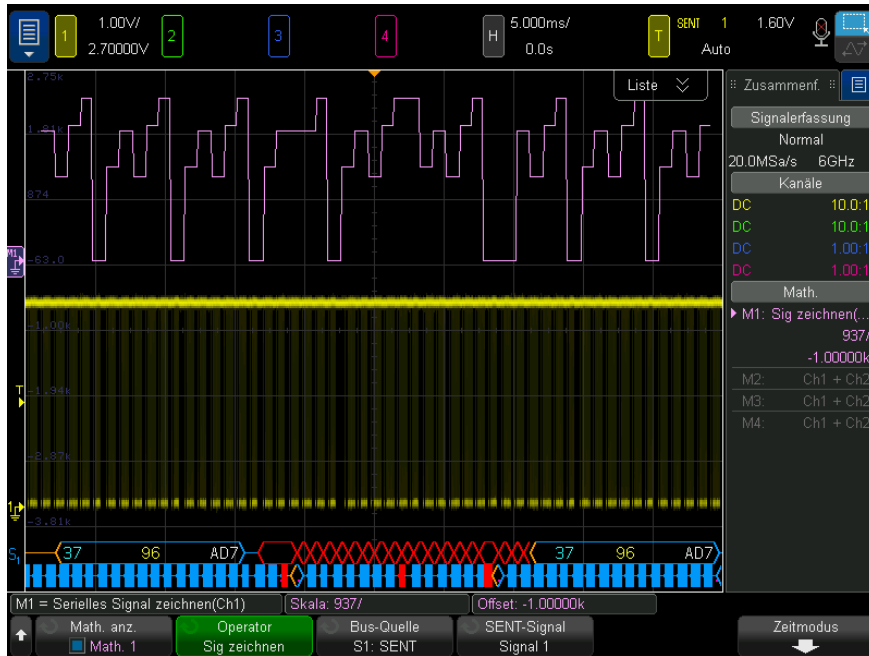 1 1.00V/ 2 3 4 H 5.000ms/ T SENT 1 1.60V
2.70000V 0.0s Auto
2.75k
Liste
Zusammenf.
Signalerfassung
Normal
20.0MSa/s 6GHz
Kanäle
DC 10.0:1
DC 10.0:1
DC 1.00:1
DC 1.00:1
Math.
M1: Sig zeichnen(...
937/
-1.00000k
M2: Ch1 + Ch2
M3: Ch1 + Ch2
M4: Ch1 + Ch2
1.81k
874
M1
-63.0
-1.00k
T
-1.94k
-2.87k
1
-3.81k
S1 37 96 AD7 37 96 AD7
M1 = Serielles Signal zeichnen(Ch1) Skala: 937/ Offset: -1.00000k
Math. anz. Operator Bus-Quelle SENT-Signal Zeitmodus
Math. 1 Sig zeichnen S1: SENT Signal 1